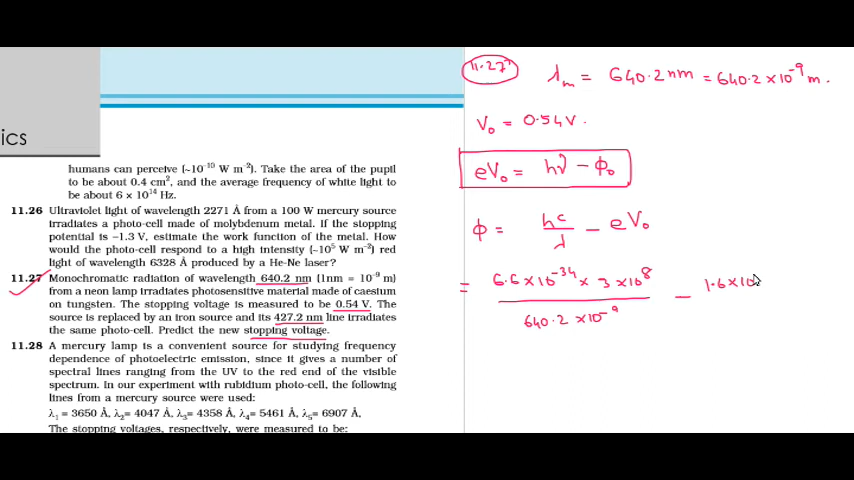 ics
humans can perceive (~10⁻¹⁰ W m⁻²). Take the area of the pupil
to be about 0.4 cm², and the average frequency of white light to
be about 6 × 10¹⁴ Hz.
11.26 Ultraviolet light of wavelength 2271 Å from a 100 W mercury source
irradiates a photo-cell made of molybdenum metal. If the stopping
potential is −1.3 V, estimate the work function of the metal. How
would the photo-cell respond to a high intensity (~10⁵ W m⁻²) red
light of wavelength 6328 Å produced by a He-Ne laser?
11.27 Monochromatic radiation of wavelength 640.2 nm (1nm = 10⁻⁹ m)
from a neon lamp irradiates photosensitive material made of caesium
on tungsten. The stopping voltage is measured to be 0.54 V. The
source is replaced by an iron source and its 427.2 nm line irradiates
the same photo-cell. Predict the new stopping voltage.
11.28 A mercury lamp is a convenient source for studying frequency
dependence of photoelectric emission, since it gives a number of
spectral lines ranging from the UV to the red end of the visible
spectrum. In our experiment with rubidium photo-cell, the following
lines from a mercury source were used:
λ₁ = 3650 Å, λ₂= 4047 Å, λ₃= 4358 Å, λ₄= 5461 Å, λ₅= 6907 Å,
The stopping voltages, respectively, were measured to be:
11.27 λₘ = 640.2 nm = 640.2 × 10⁻⁹ m.
V₀ = 0.54 V.
eV₀ = hν − ϕ₀
ϕ = hc/λ − eV₀
= 6.6 × 10⁻³⁴ × 3 × 10⁸ − 1.6 × 10
640.2 × 10⁻⁹